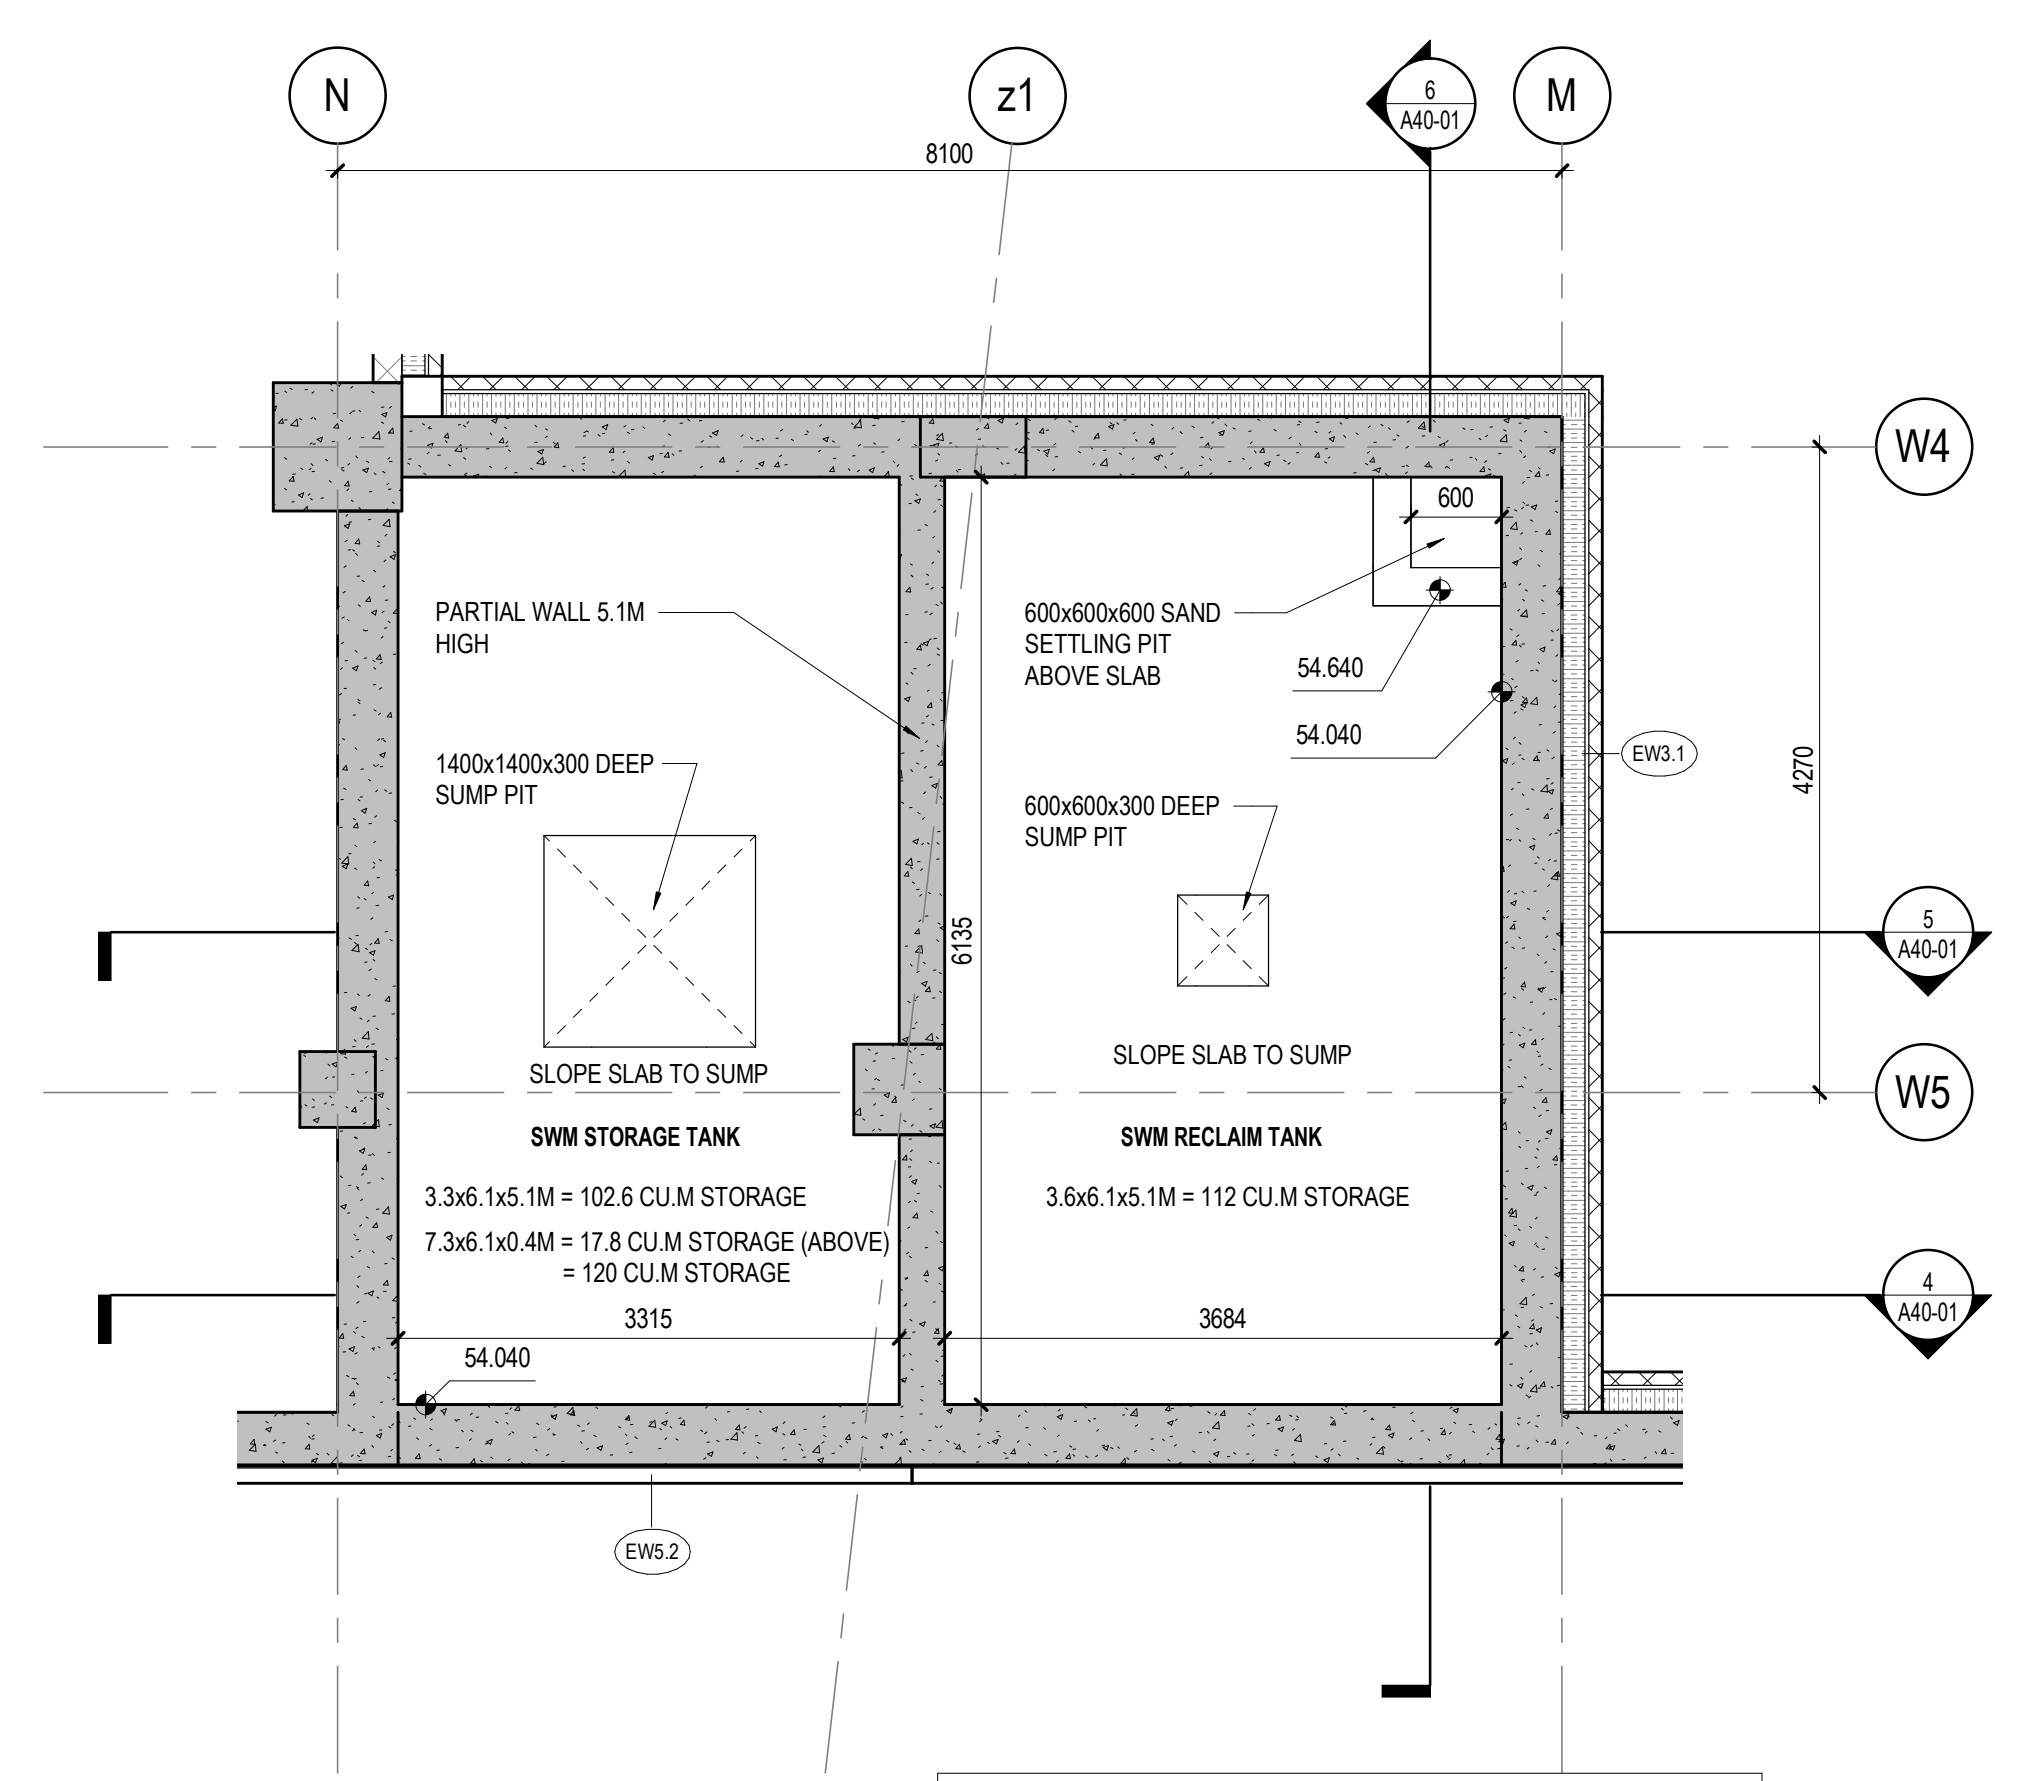 N
z1
6
A40-01
M
8100
W4
600
PARTIAL WALL 5.1M
HIGH
600x600x600 SAND
SETTLING PIT
ABOVE SLAB
54.640
54.040
EW3.1
4270
1400x1400x300 DEEP
SUMP PIT
600x600x300 DEEP
SUMP PIT
6135
5
A40-01
SLOPE SLAB TO SUMP
SLOPE SLAB TO SUMP
W5
SWM STORAGE TANK
SWM RECLAIM TANK
3.3x6.1x5.1M = 102.6 CU.M STORAGE
3.6x6.1x5.1M = 112 CU.M STORAGE
7.3x6.1x0.4M = 17.8 CU.M STORAGE (ABOVE)
= 120 CU.M STORAGE
4
A40-01
3315
3684
54.040
EW5.2